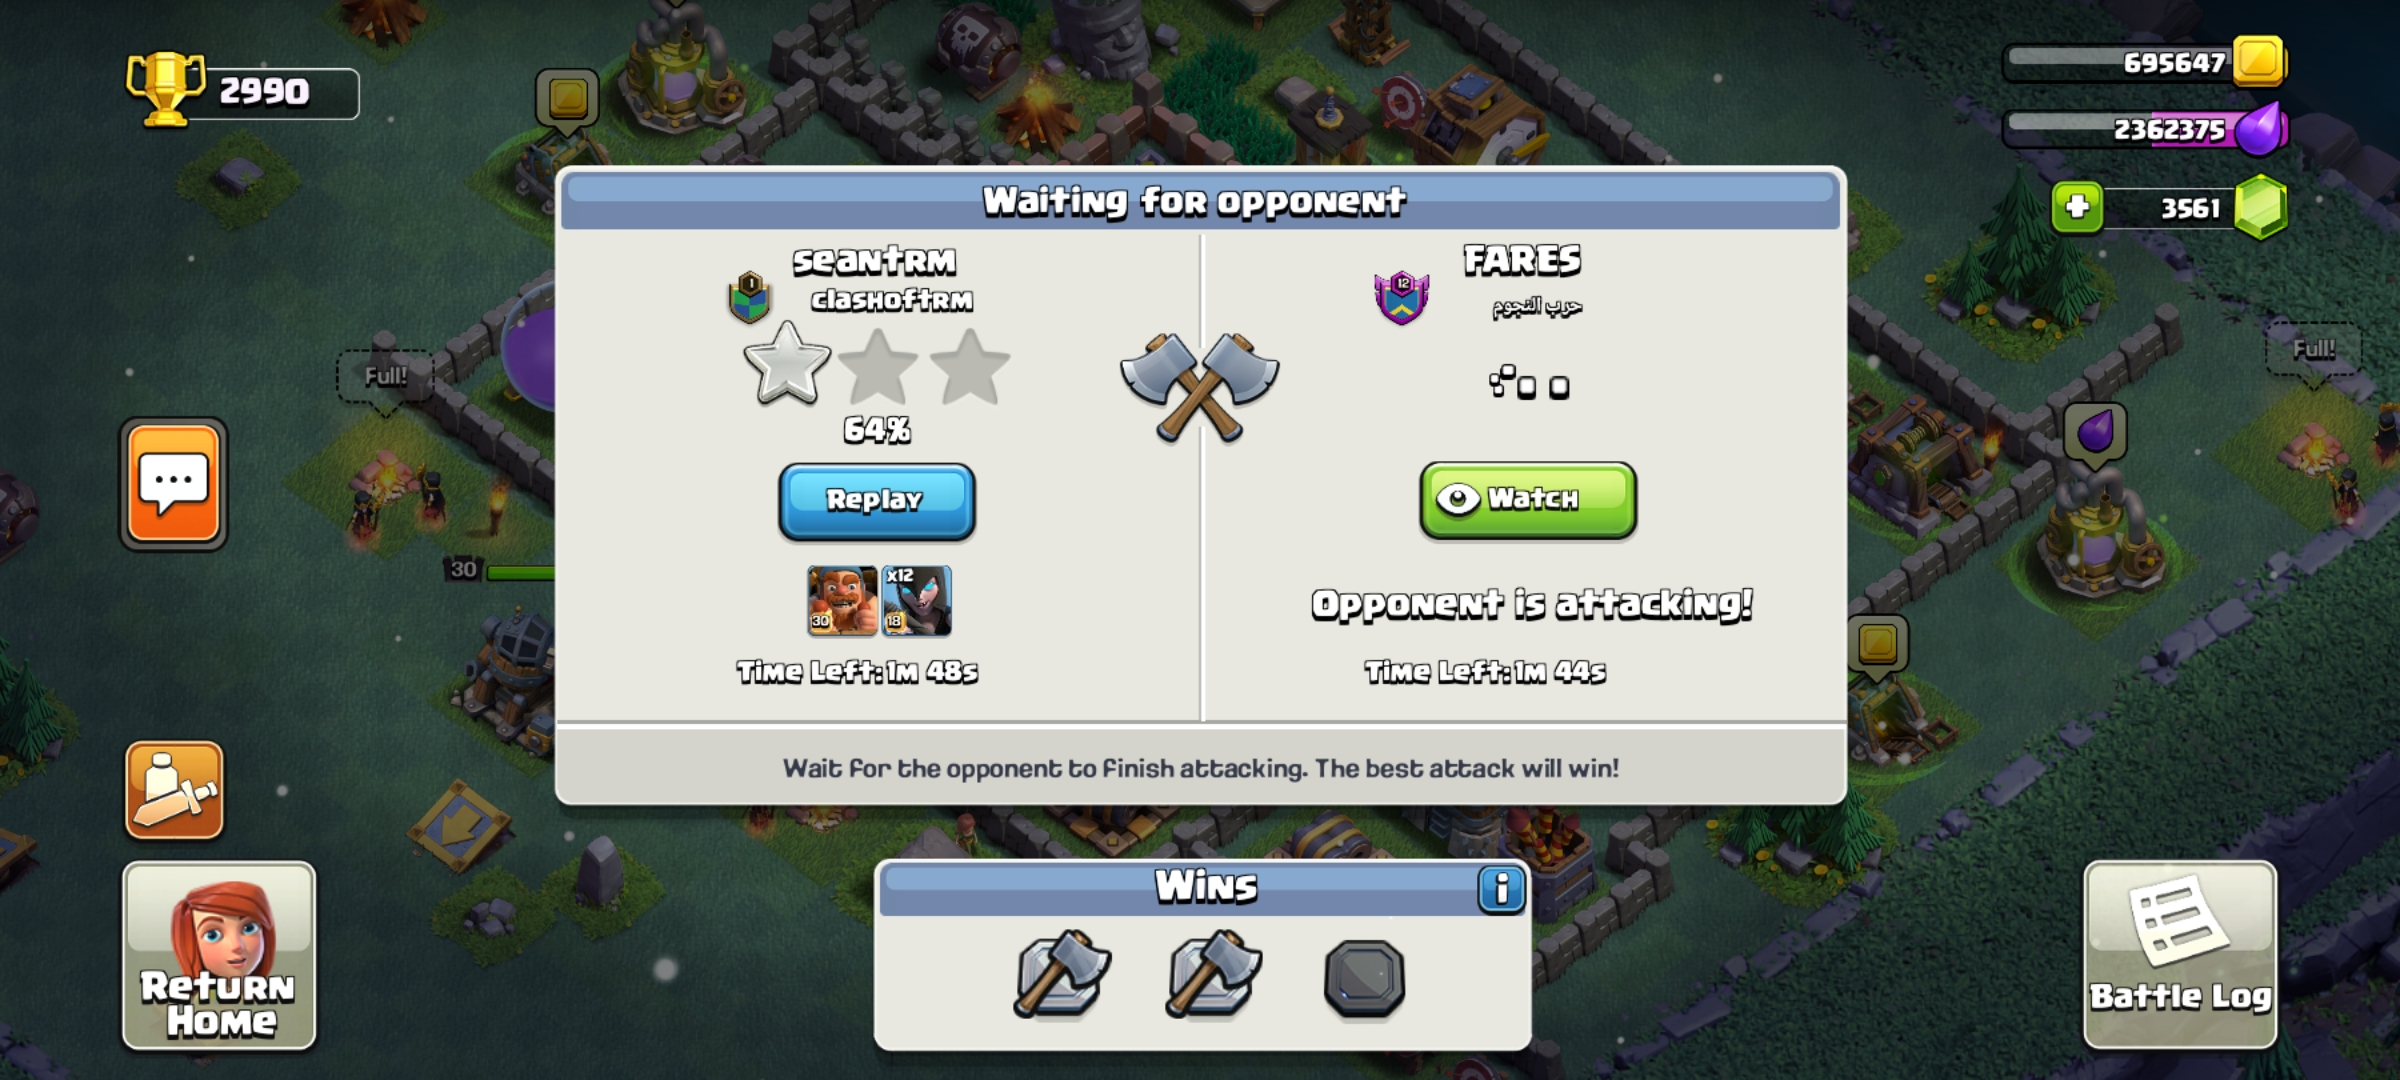 2990
695647
2362375
3561
Waiting for opponent
seantrm
1
clashoftrm
FARES
12
حرب النجوم
64%
Replay
Watch
x12
30
18
Opponent is attacking!
Time Left:1m 48s
Time Left:1m 44s
Wait for the opponent to finish attacking. The best attack will win!
Full!
Full!
30
Wins
i
Return
Home
Battle Log